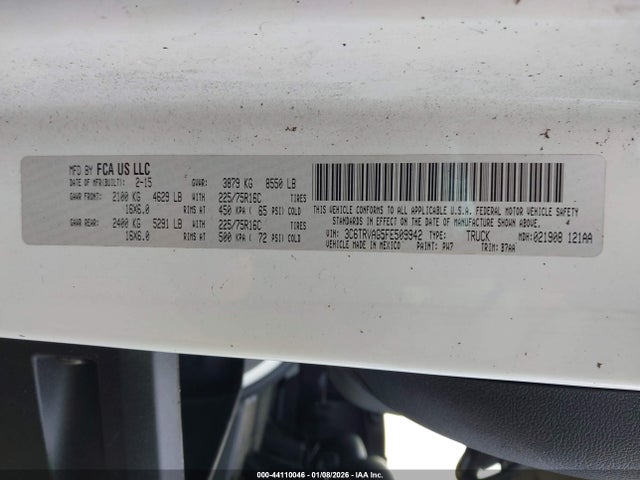 MFD BY FCA US LLC
DATE OF MFR(BUILT): 2-15 GVWR: 3879 KG 8550 LB
GAWR FRONT: 2100 KG 4629 LB WITH 225/75R16C TIRES
16X6.0 RIMS AT 450 KPA ( 65 PSI) COLD
GAWR REAR: 2400 KG 5291 LB WITH 225/75R16C TIRES
16X6.0 RIMS AT 500 KPA ( 72 PSI) COLD
THIS VEHICLE CONFORMS TO ALL APPLICABLE U.S.A. FEDERAL MOTOR VEHICLE SAFETY
STANDARDS IN EFFECT ON THE DATE OF MANUFACTURE SHOWN ABOVE.
VIN: 3C6TRVAG5FE509942 TYPE: TRUCK MDH:021908 121AA
VEHICLE MADE IN MEXICO PAINT: PW7 TRIM: B7AA
000-44110046 - 01/08/2026 - IAA Inc.